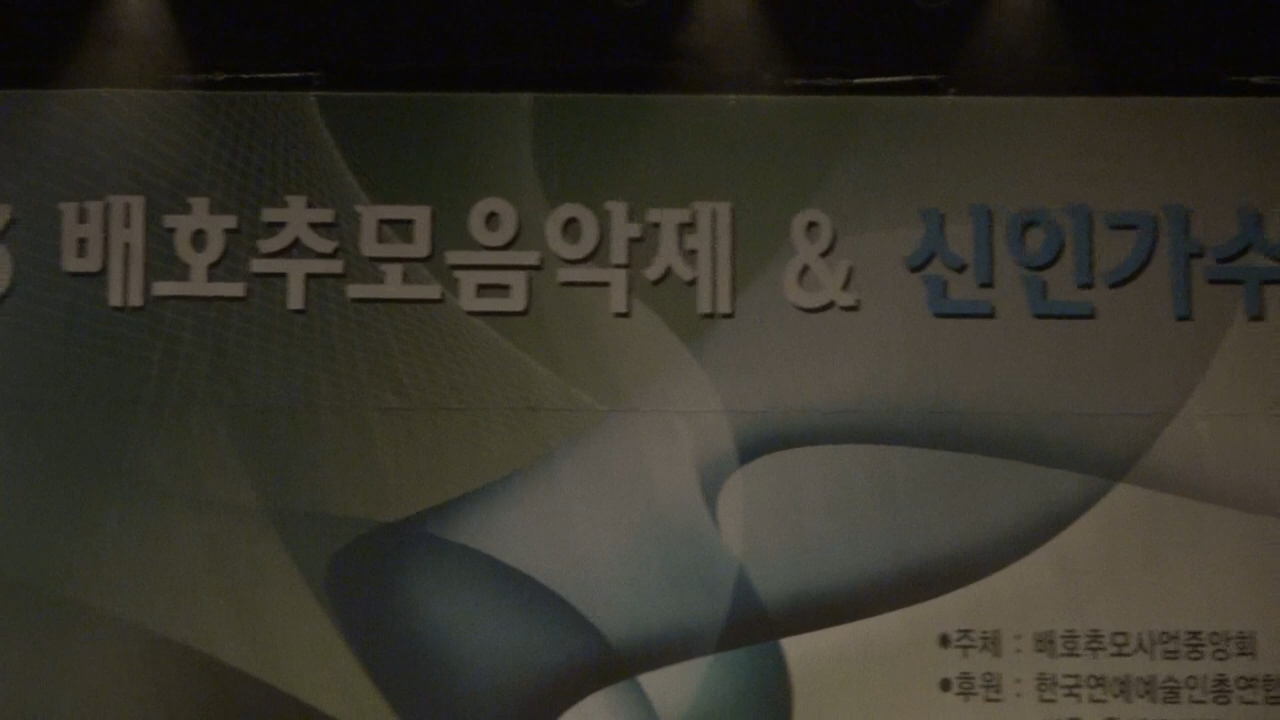 배호추모음악제 & 신인가수
*주체 : 배호추모사업중앙회
*후원 : 한국연예예술인총연합